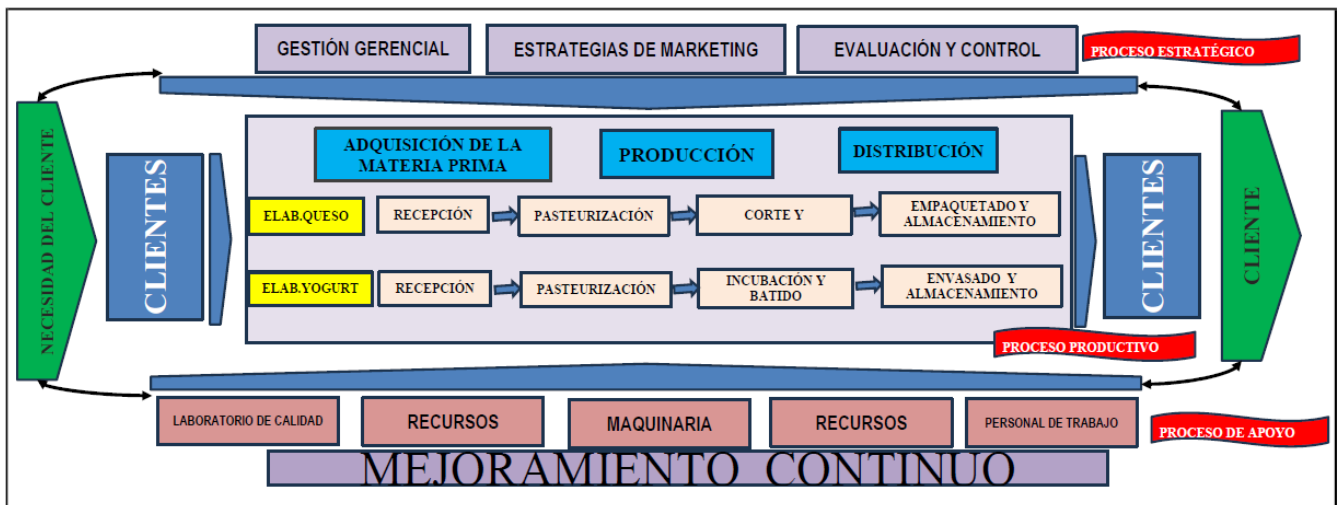 GESTIÓN GERENCIAL
ESTRATEGIAS DE MARKETING
EVALUACIÓN Y CONTROL
PROCESO ESTRATÉGICO
NECESIDAD DEL CLIENTE
CLIENTES
ADQUISICIÓN DE LA
MATERIA PRIMA
PRODUCCIÓN
DISTRIBUCIÓN
ELAB.QUESO
RECEPCIÓN
PASTEURIZACIÓN
CORTE Y
EMPAQUETADO Y
ALMACENAMIENTO
ELAB.YOGURT
RECEPCIÓN
PASTEURIZACIÓN
INCUBACIÓN Y
BATIDO
ENVASADO Y
ALMACENAMIENTO
CLIENTES
CLIENTE
PROCESO PRODUCTIVO
LABORATORIO DE CALIDAD
RECURSOS
MAQUINARIA
RECURSOS
PERSONAL DE TRABAJO
PROCESO DE APOYO
MEJORAMIENTO CONTINUO